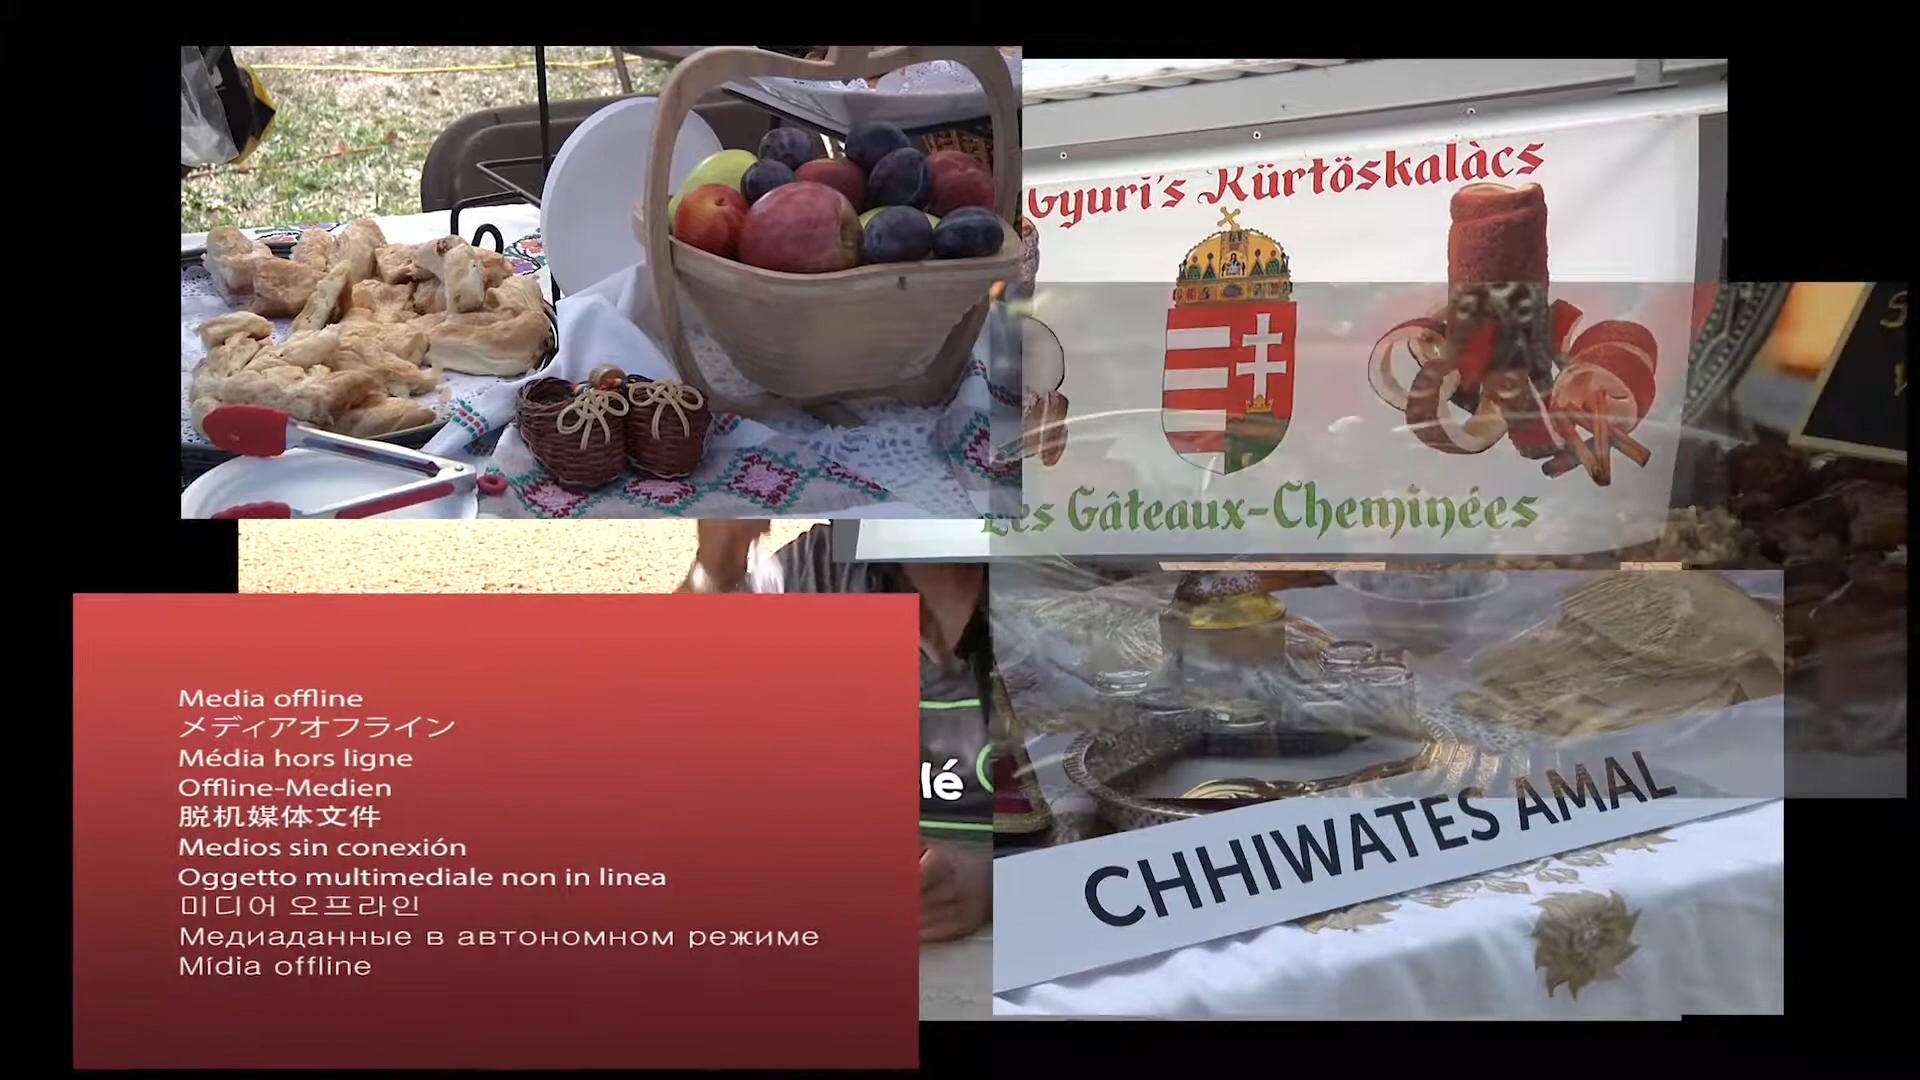 Gyuri's Kürtöskalàcs
Les Gâteaux-Cheminées
Media offline
メディアオフライン
Média hors ligne
Offline-Medien
脱机媒体文件
Medios sin conexión
Oggetto multimediale non in linea
미디어 오프라인
Медиаданные в автономном режиме
Mídia offline
lé
CHHIWATES AMAL